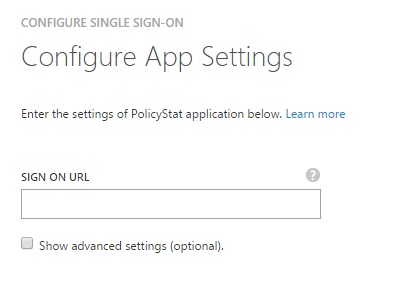 CONFIGURE SINGLE SIGN-ON
Configure App Settings
Enter the settings of PolicyStat application below. Learn more
SIGN ON URL ?
Show advanced settings (optional).